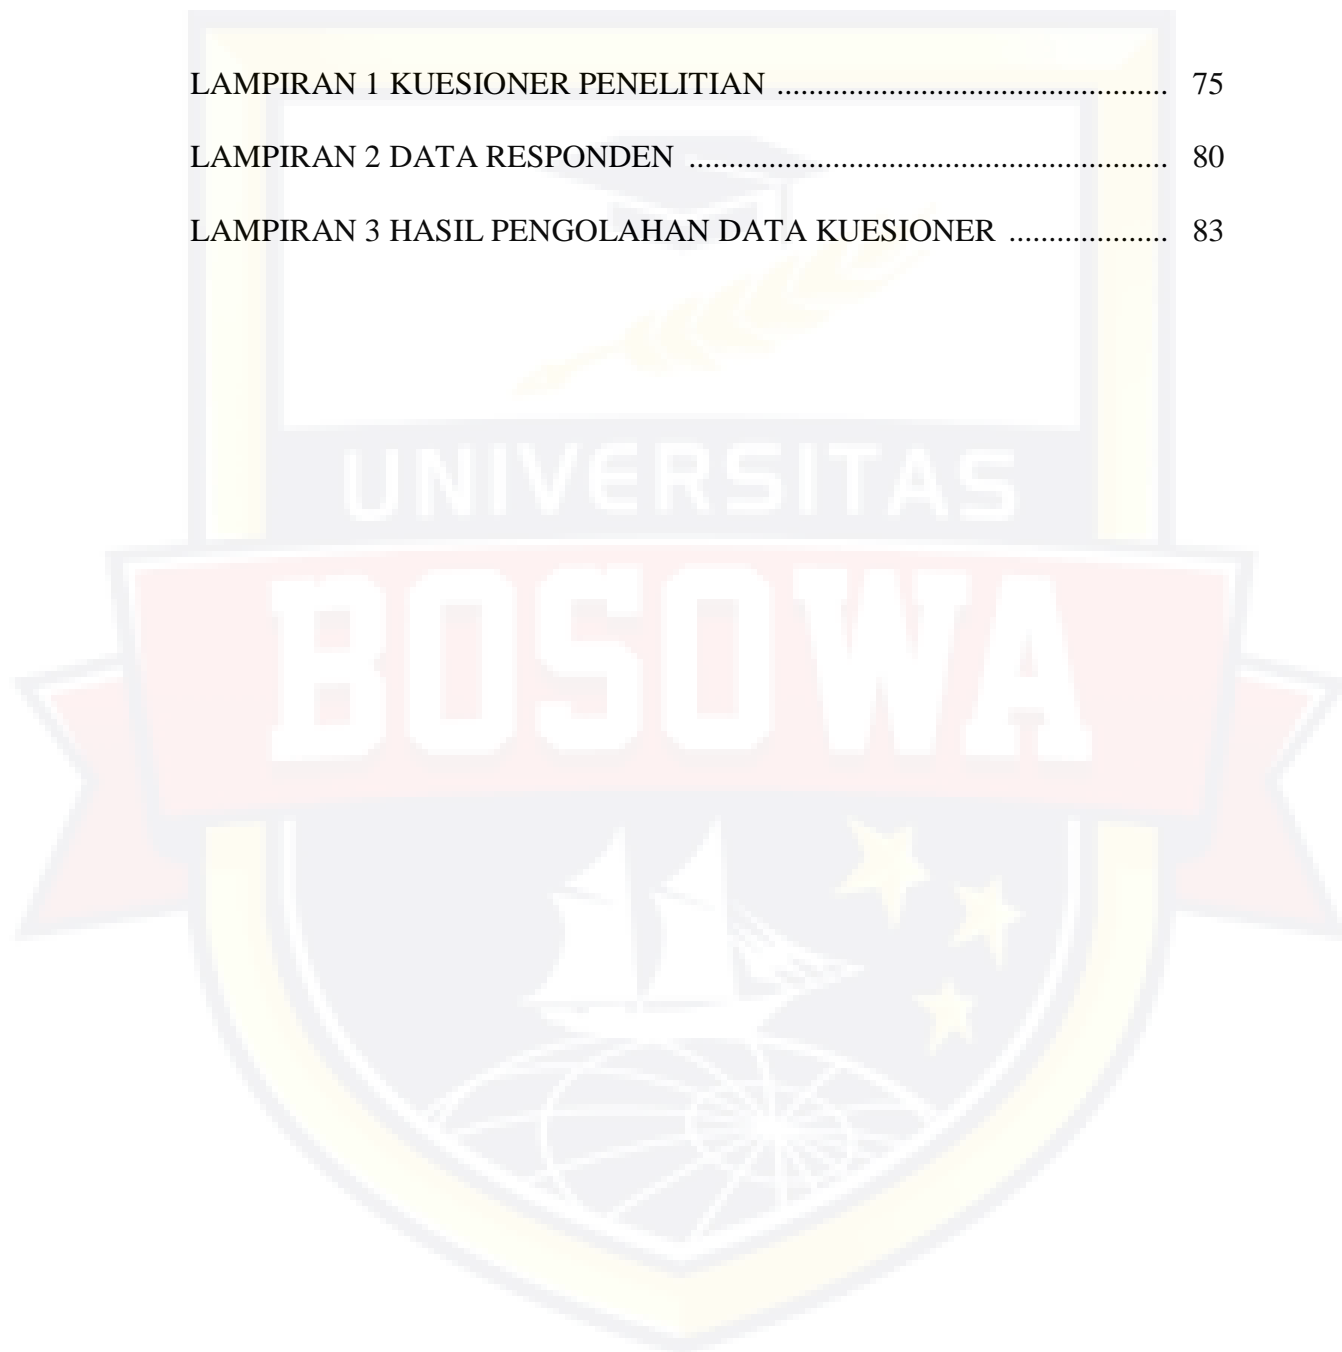 LAMPIRAN 1 KUESIONER PENELITIAN ................................................. 75
LAMPIRAN 2 DATA RESPONDEN ............................................................ 80
LAMPIRAN 3 HASIL PENGOLAHAN DATA KUESIONER .................... 83
UNIVERSITAS
BOSOWA